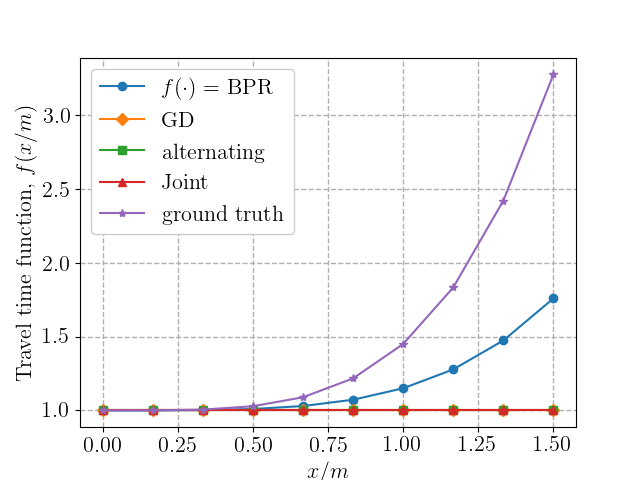 f(·) = BPR
GD
alternating
Joint
ground truth
Travel time function, f(x/m)
3.0
2.5
2.0
1.5
1.0
0.00 0.25 0.50 0.75 1.00 1.25 1.50
x/m